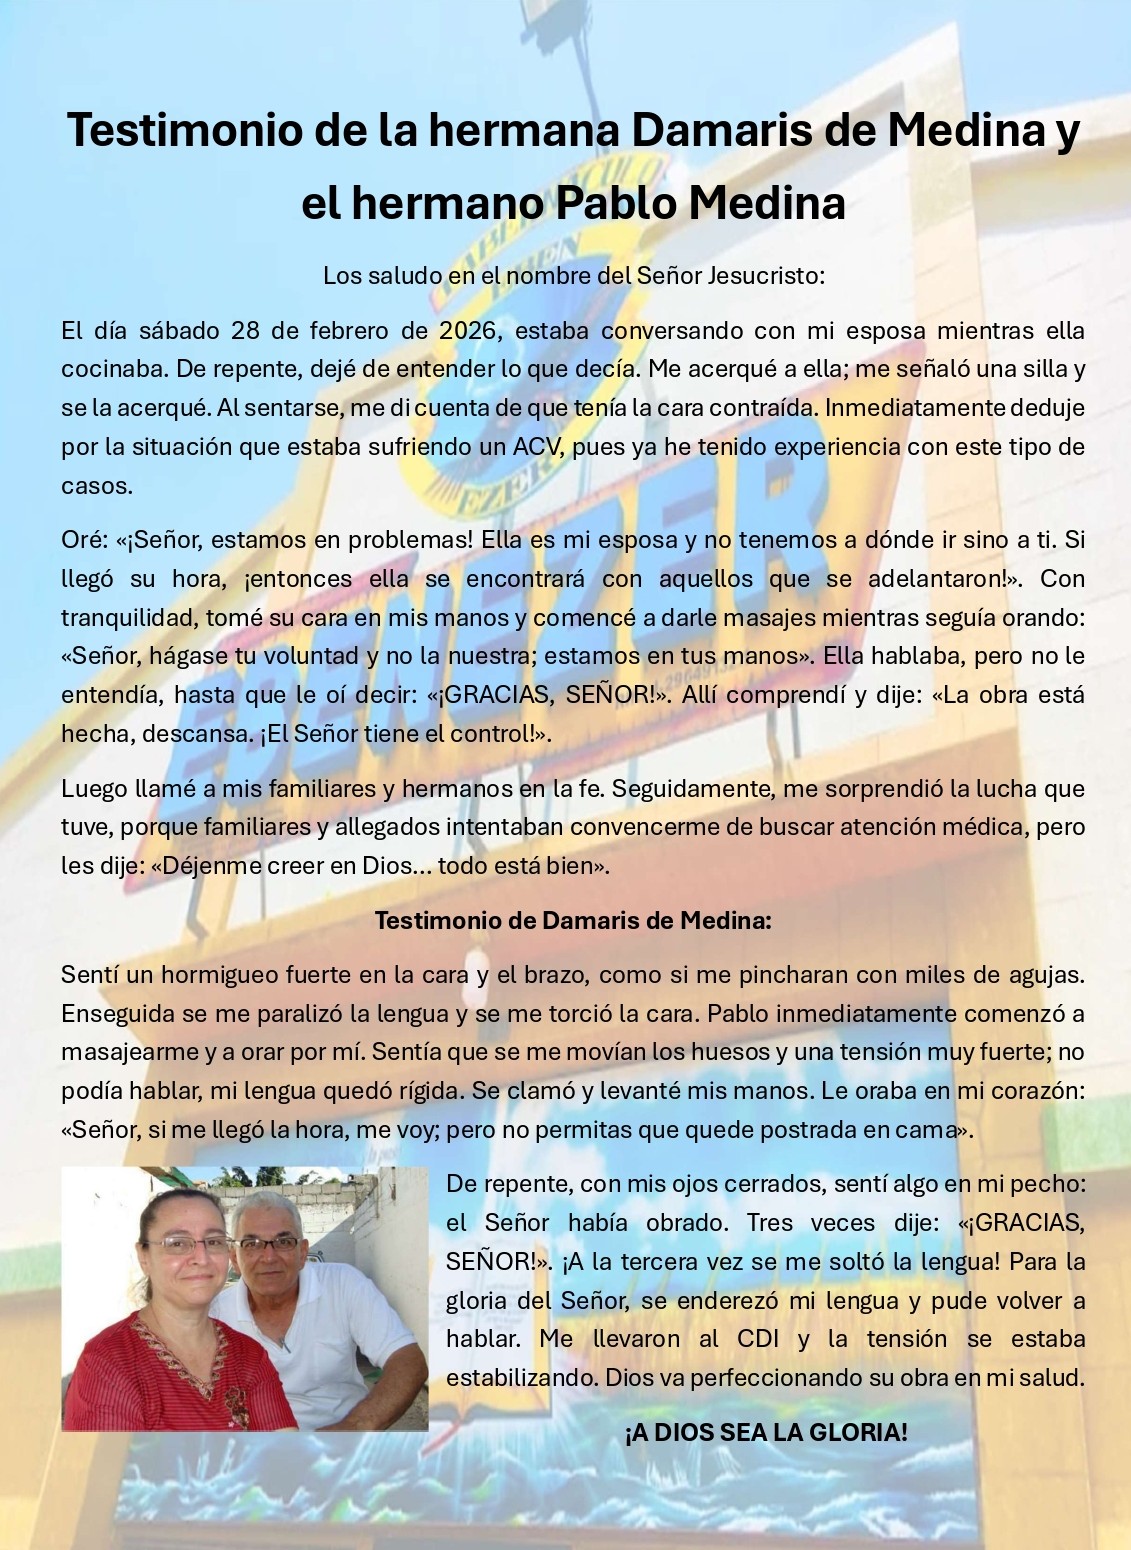 Testimonio de la hermana Damaris de Medina y
el hermano Pablo Medina
Los saludo en el nombre del Señor Jesucristo:
El día sábado 28 de febrero de 2026, estaba conversando con mi esposa mientras ella
cocinaba. De repente, dejé de entender lo que decía. Me acerqué a ella; me señaló una silla y
se la acerqué. Al sentarse, me di cuenta de que tenía la cara contraída. Inmediatamente deduje
por la situación que estaba sufriendo un ACV, pues ya he tenido experiencia con este tipo de
casos.
Oré: «¡Señor, estamos en problemas! Ella es mi esposa y no tenemos a dónde ir sino a ti. Si
llegó su hora, ¡entonces ella se encontrará con aquellos que se adelantaron!». Con
tranquilidad, tomé su cara en mis manos y comencé a darle masajes mientras seguía orando:
«Señor, hágase tu voluntad y no la nuestra; estamos en tus manos». Ella hablaba, pero no le
entendía, hasta que le oí decir: «¡GRACIAS, SEÑOR!». Allí comprendí y dije: «La obra está
hecha, descansa. ¡El Señor tiene el control!».
Luego llamé a mis familiares y hermanos en la fe. Seguidamente, me sorprendió la lucha que
tuve, porque familiares y allegados intentaban convencerme de buscar atención médica, pero
les dije: «Déjenme creer en Dios... todo está bien».
Testimonio de Damaris de Medina:
Sentí un hormigueo fuerte en la cara y el brazo, como si me pincharan con miles de agujas.
Enseguida se me paralizó la lengua y se me torció la cara. Pablo inmediatamente comenzó a
masajearme y a orar por mí. Sentía que se me movían los huesos y una tensión muy fuerte; no
podía hablar, mi lengua quedó rígida. Se clamó y levanté mis manos. Le oraba en mi corazón:
«Señor, si me llegó la hora, me voy; pero no permitas que quede postrada en cama».
De repente, con mis ojos cerrados, sentí algo en mi pecho:
el Señor había obrado. Tres veces dije: «¡GRACIAS,
SEÑOR!». ¡A la tercera vez se me soltó la lengua! Para la
gloria del Señor, se enderezó mi lengua y pude volver a
hablar. Me llevaron al CDI y la tensión se estaba
estabilizando. Dios va perfeccionando su obra en mi salud.
¡A DIOS SEA LA GLORIA!
TABERNACULO
EBEN
EZER
EBENEZER